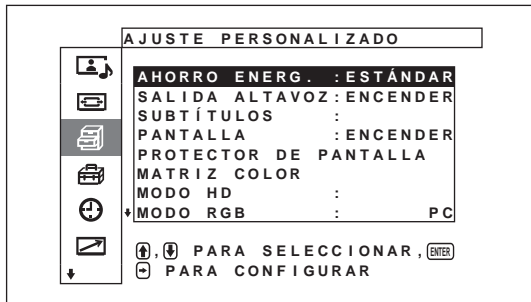 AJUSTE PERSONALIZADO
AHORRO ENERG. :ESTÁNDAR
SALIDA ALTAVOZ:ENCENDER
SUBTÍTULOS :
PANTALLA :ENCENDER
PROTECTOR DE PANTALLA
MATRIZ COLOR
MODO HD :
MODO RGB : PC
, PARA SELECCIONAR, ENTER
PARA CONFIGURAR